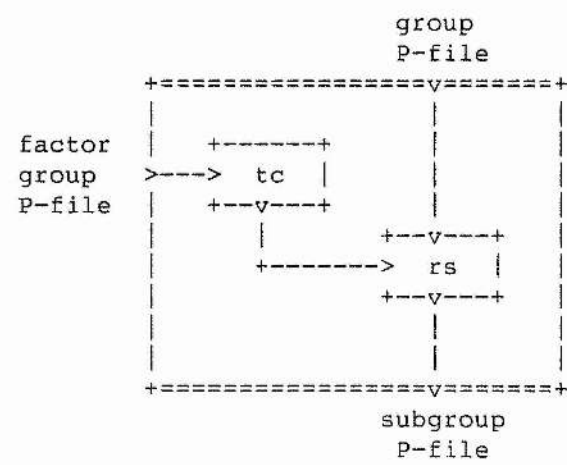 group
P-file
factor
group
P-file
tc
rs
subgroup
P-file